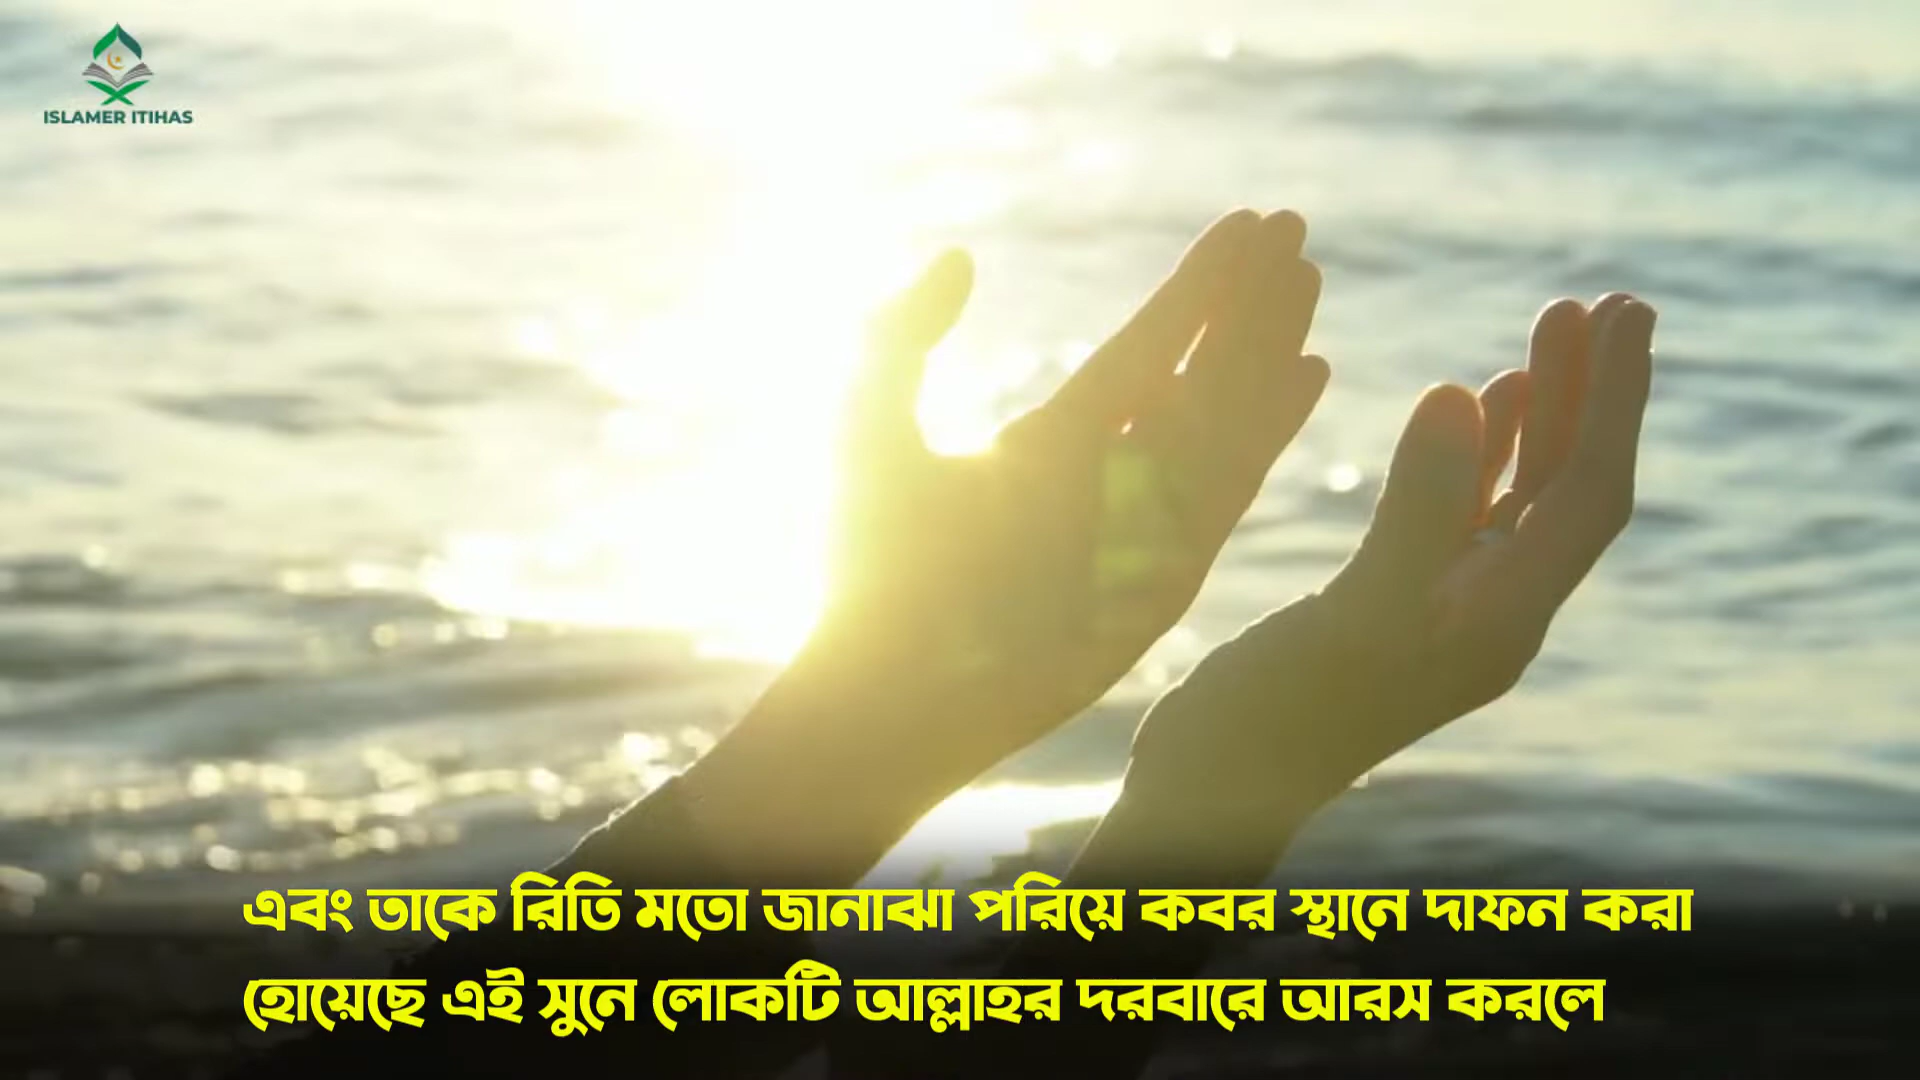 ISLAMER ITIHAS
এবং তাকে রিতি মতো জানাঝা পরিয়ে কবর স্থানে দাফন করা
হোয়েছে এই সুনে লোকটি আল্লাহর দরবারে আরস করলে